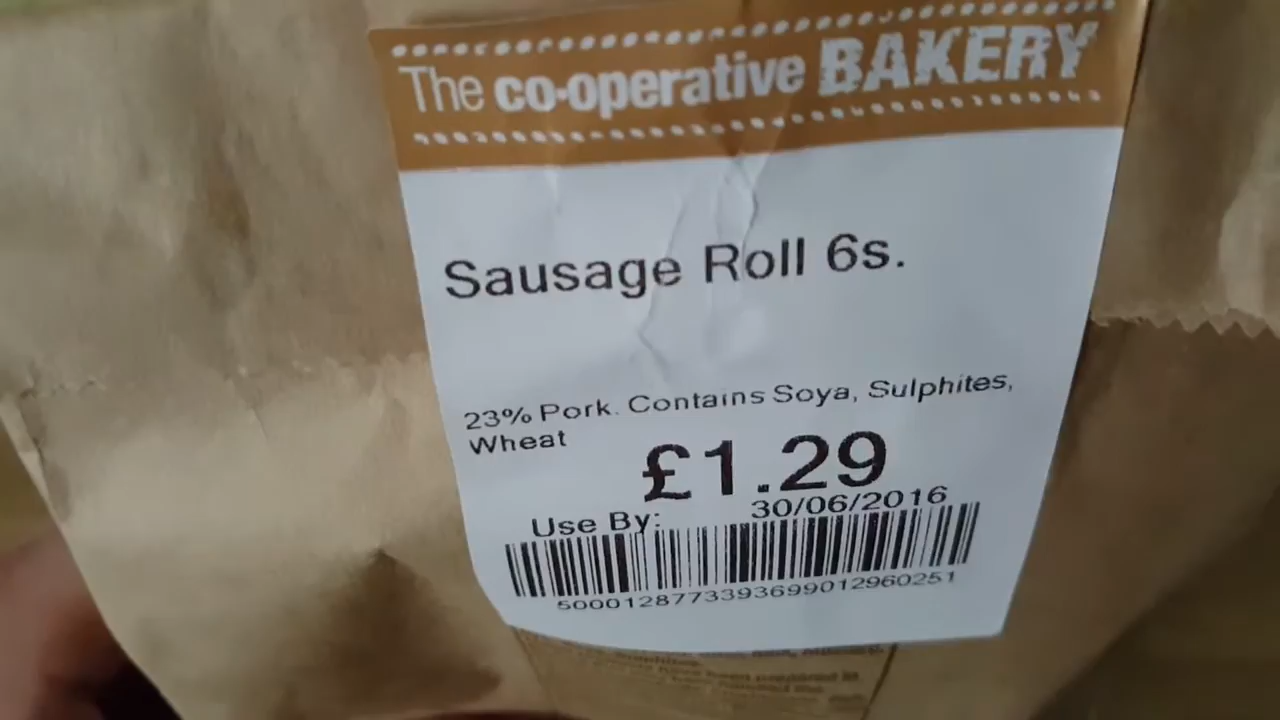 The co-operative BAKERY
Sausage Roll 6s.
23% Pork. Contains Soya, Sulphites,
Wheat
£1.29
Use By: 30/06/2016
5000128773393699012960251